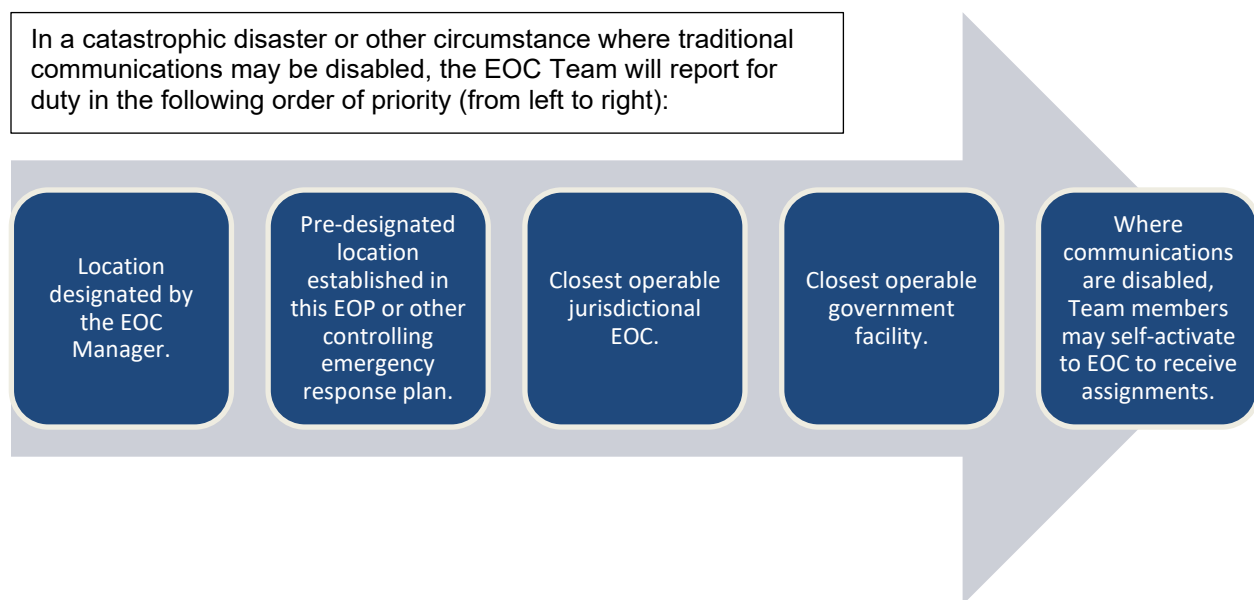 In a catastrophic disaster or other circumstance where traditional
communications may be disabled, the EOC Team will report for
duty in the following order of priority (from left to right):
Location
designated by
the EOC
Manager.
Pre-designated
location
established in
this EOP or other
controlling
emergency
response plan.
Closest operable
jurisdictional
EOC.
Closest operable
government
facility.
Where
communications
are disabled,
Team members
may self-activate
to EOC to receive
assignments.